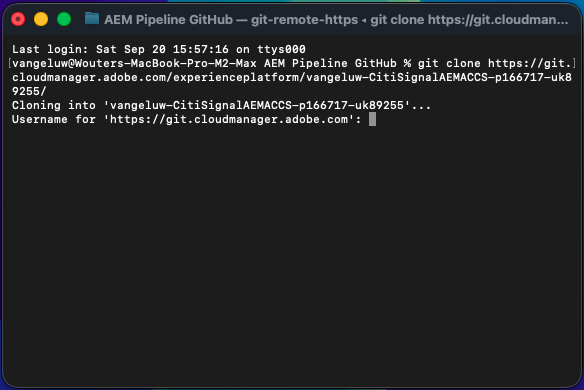 AEM Pipeline GitHub — git-remote-https ◂ git clone https://git.cloudman...
Last login: Sat Sep 20 15:57:16 on ttys000
[vangeluw@Wouters-MacBook-Pro-M2-Max AEM Pipeline GitHub % git clone https://git.]
cloudmanager.adobe.com/experienceplatform/vangeluw-CitiSignalAEMACCS-p166717-uk8
9255/
Cloning into 'vangeluw-CitiSignalAEMACCS-p166717-uk89255'...
Username for 'https://git.cloudmanager.adobe.com':